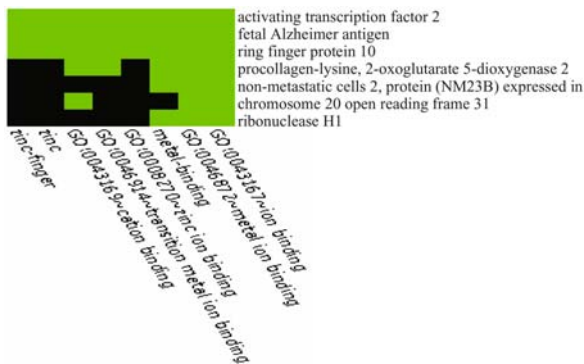 activating transcription factor 2
fetal Alzheimer antigen
ring finger protein 10
procollagen-lysine, 2-oxoglutarate 5-dioxygenase 2
non-metastatic cells 2, protein (NM23B) expressed in
chromosome 20 open reading frame 31
ribonuclease H1
zinc-finger
zinc
GO:0043169~cation binding
GO:0046914~transition metal ion binding
GO:0008270~zinc ion binding
metal-binding
GO:0046872~metal ion binding
GO:0043167~ion binding